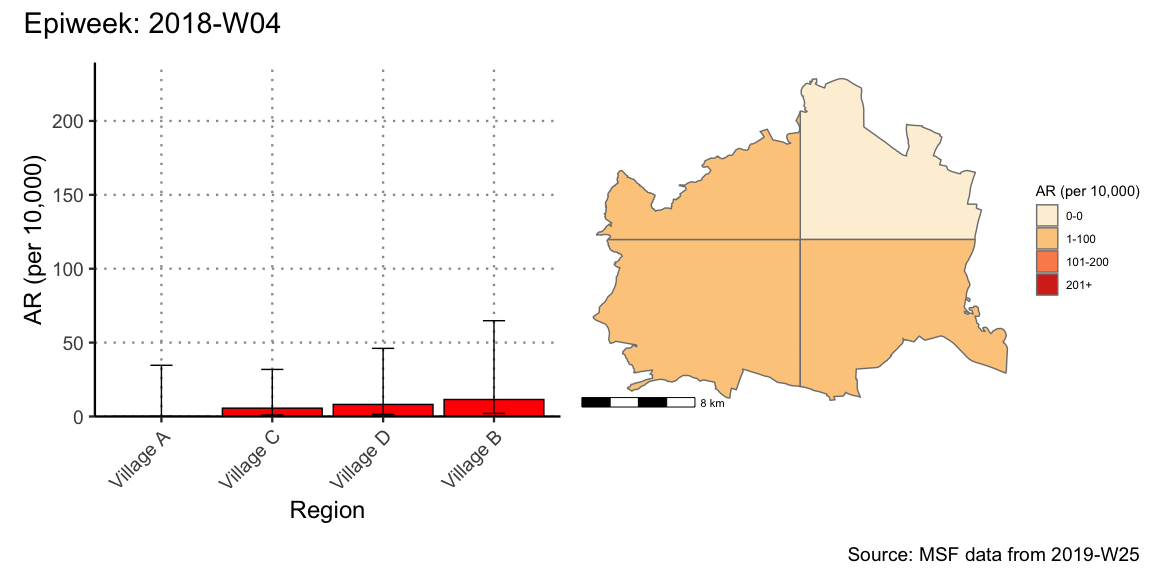 Epiweek: 2018-W04
AR (per 10,000)
200
150
100
50
0
Village A
Village C
Village D
Village B
Region
8 km
AR (per 10,000)
0-0
1-100
101-200
201+
Source: MSF data from 2019-W25